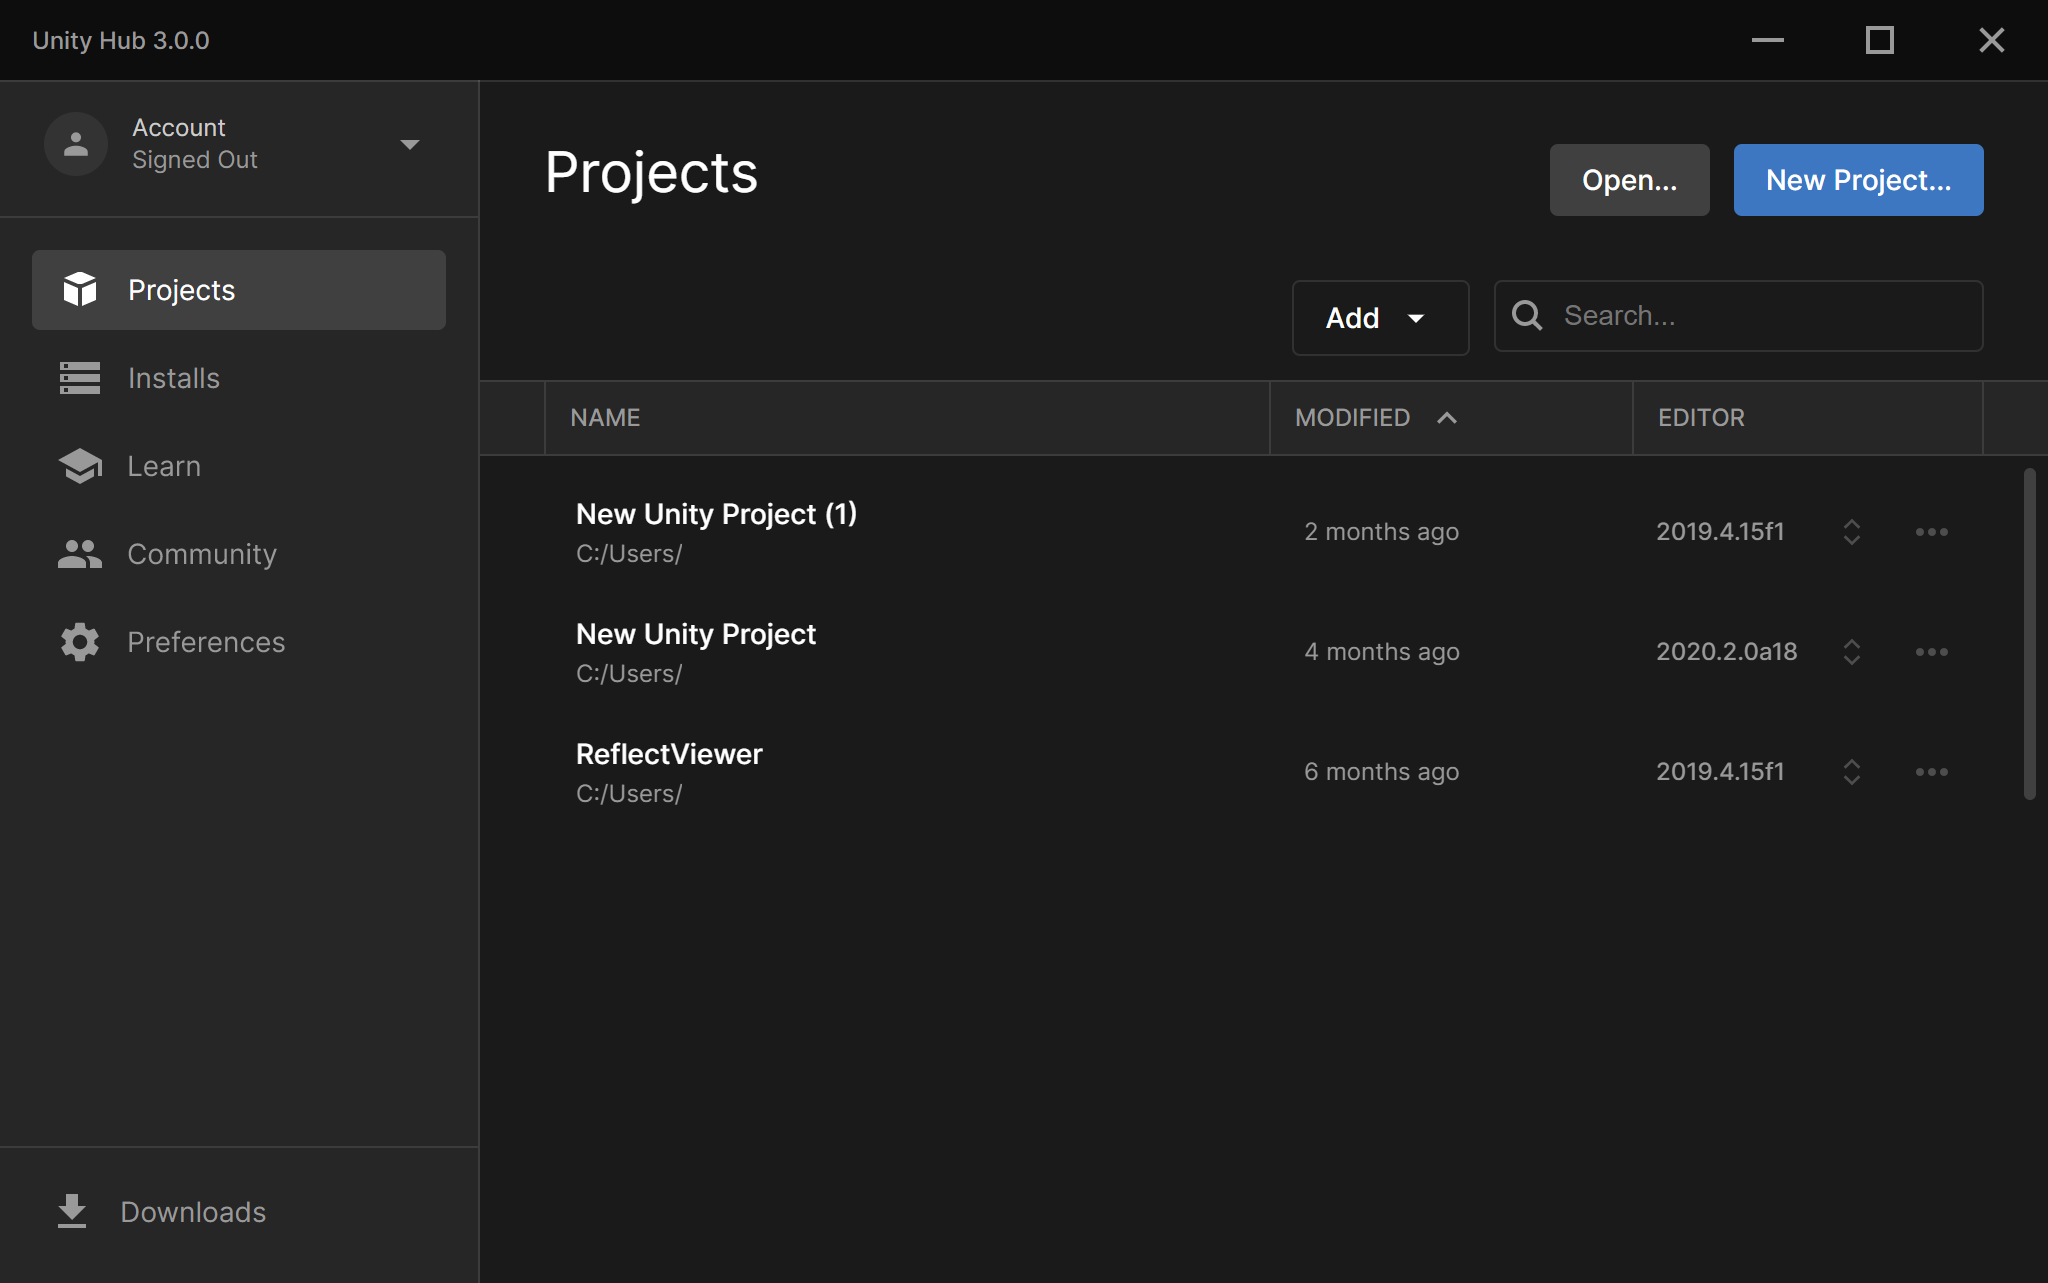 Unity Hub 3.0.0
Account
Signed Out
Projects
Installs
Learn
Community
Preferences
Downloads
Projects
Open...
New Project...
Add
Search...
NAME MODIFIED EDITOR
New Unity Project (1)
C:/Users/
2 months ago
2019.4.15f1
New Unity Project
C:/Users/
4 months ago
2020.2.0a18
ReflectViewer
C:/Users/
6 months ago
2019.4.15f1